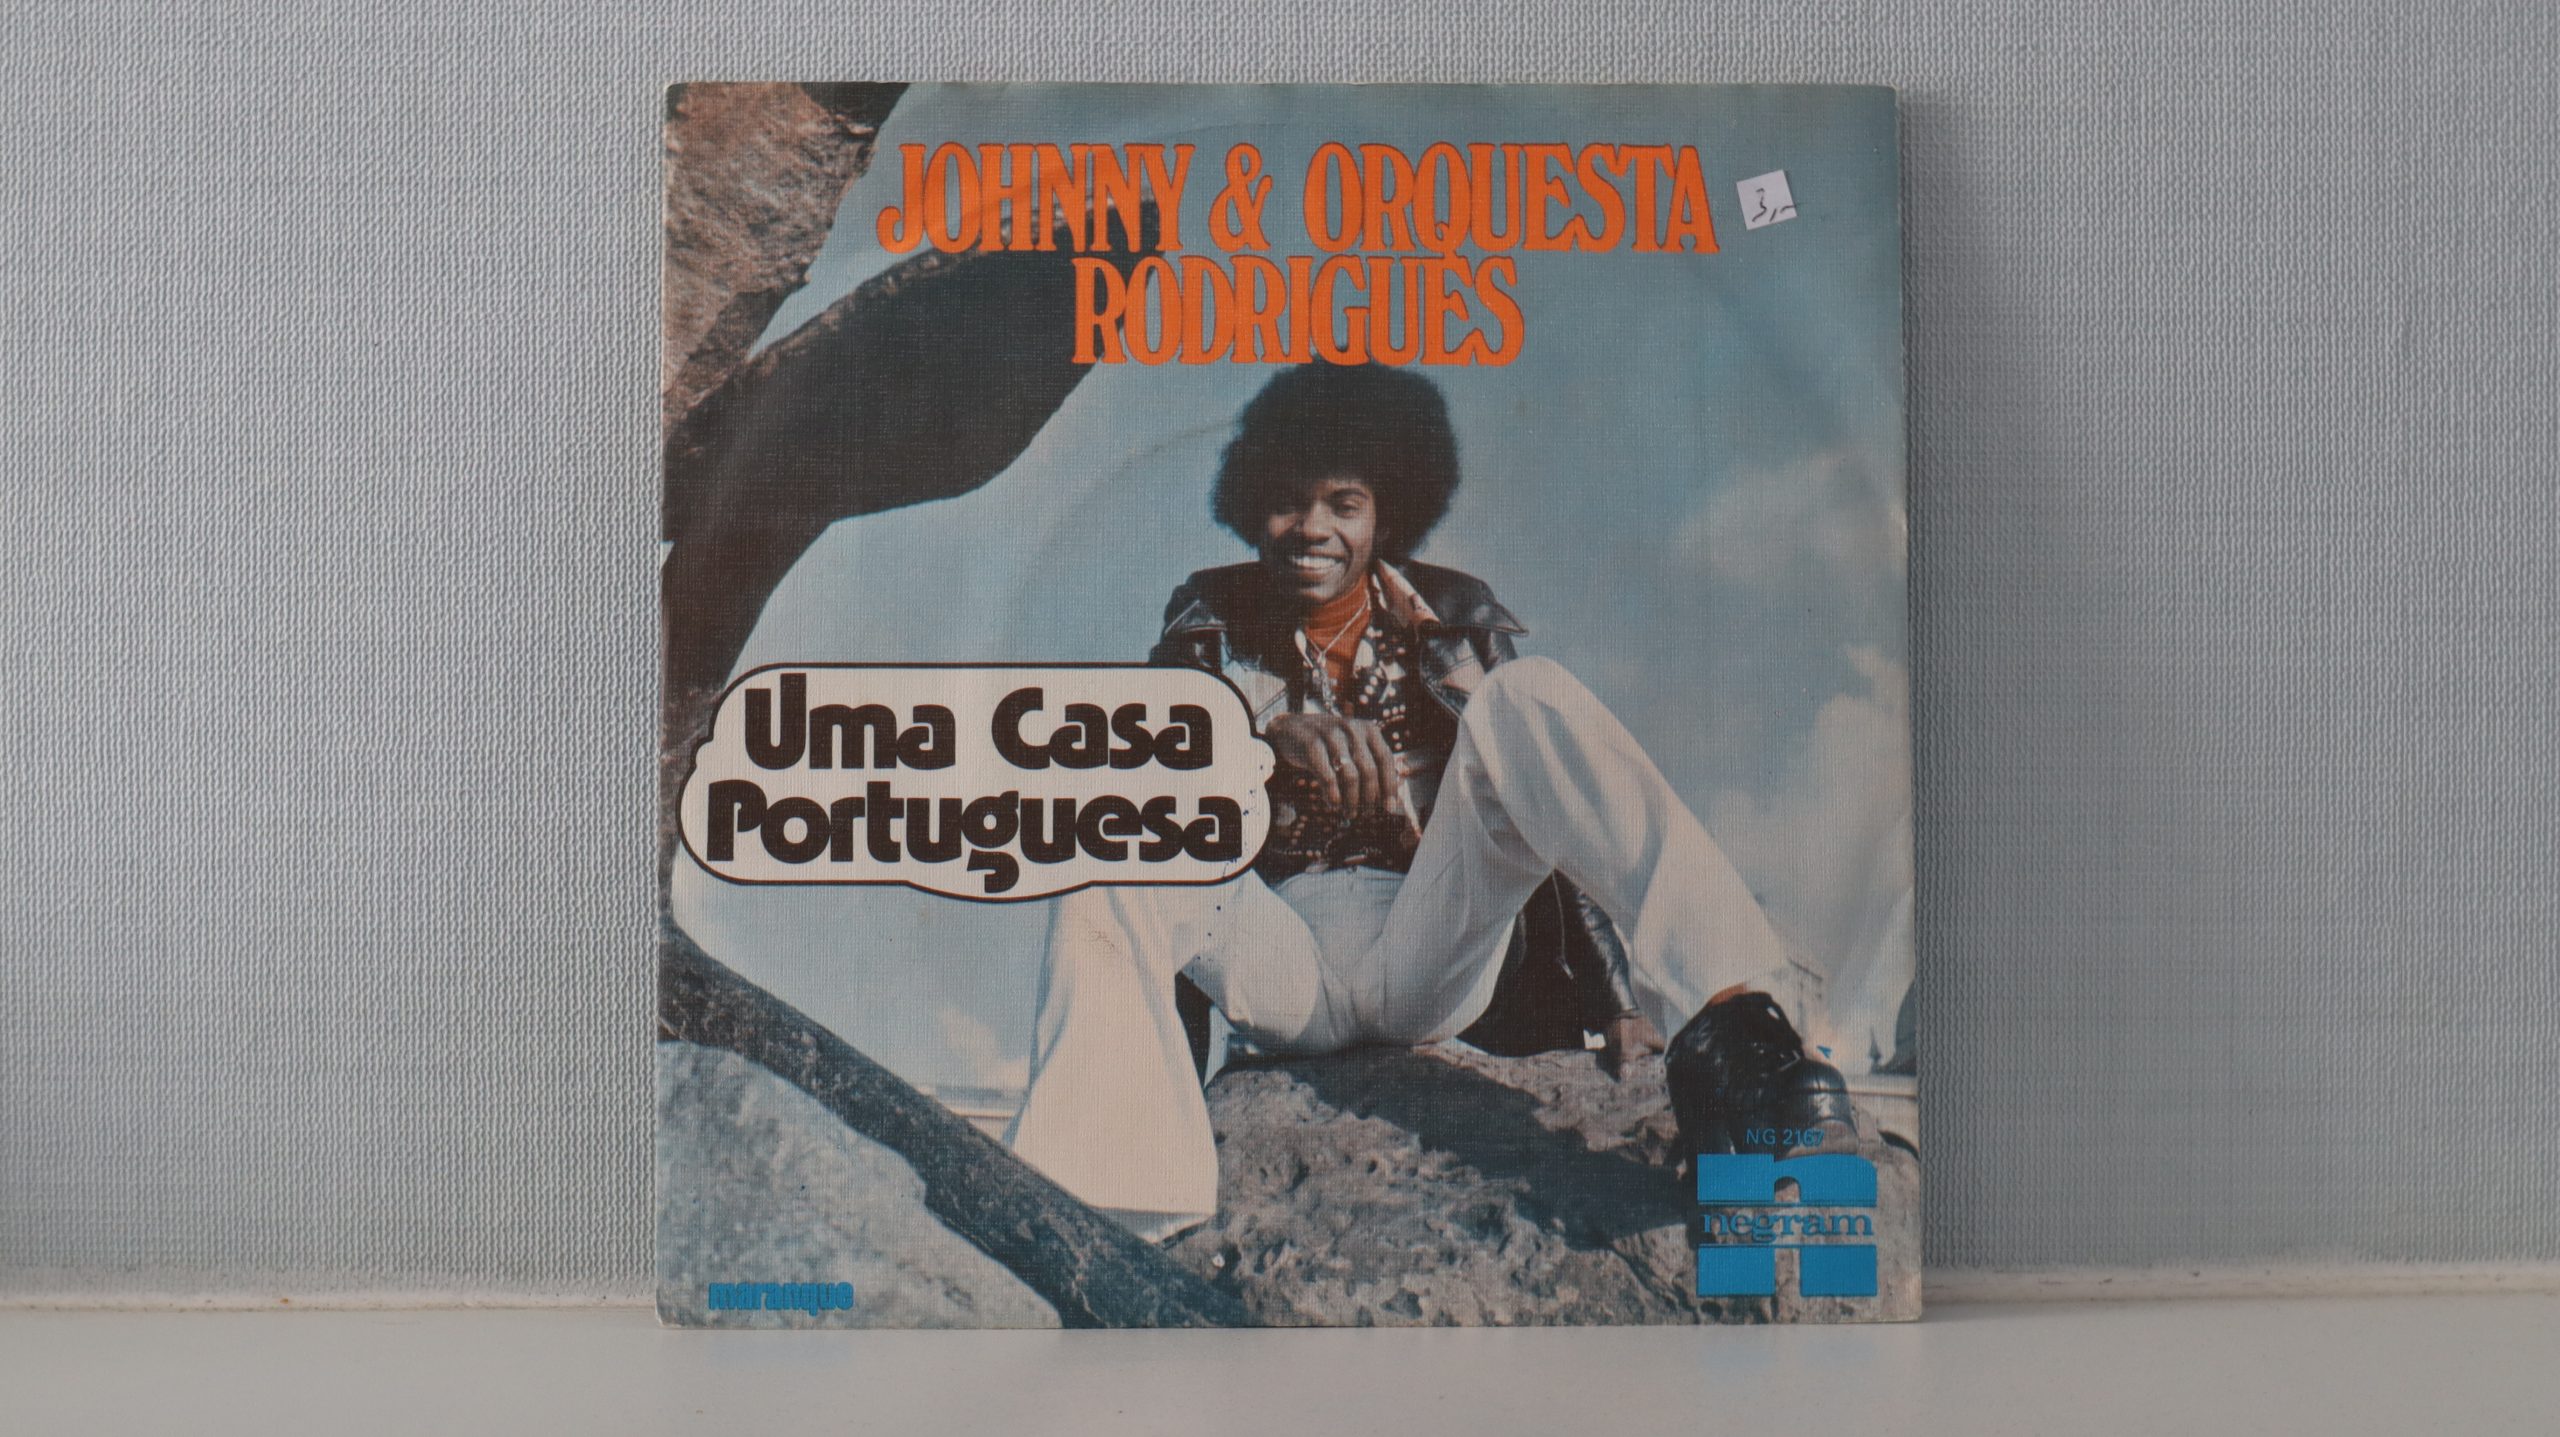 JOHNNY & ORQUESTA
RODRIGUES
3,-
Uma Casa
Portuguesa
NG 2167
negram
maranque